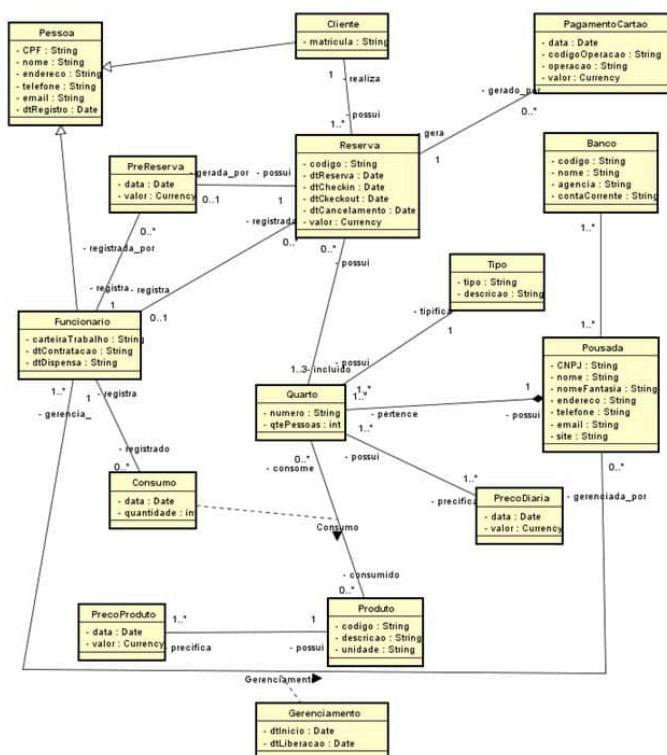 Pessoa
- CPF : String
- nome : String
- endereco : String
- telefone : String
- email : String
- dtRegistro : Date
Cliente
- matricula : String
PagamentoCartao
- data : Date
- codigoOperacao : String
- operacao : String
- valor : Currency
1
- realiza
- possui
1..*
- gerado_por
0..*
- gera
1
Reserva
- codigo : String
- dtReserva : Date
- dtCheckin : Date
- dtCkeckout : Date
- dtCancelamento : Date
- valor : Currency
Banco
- codigo : String
- nome : String
- agencia : String
- contaCorrente : String
PreReserva
- data : Date
- valor : Currency
- gerada_por
- possui
0..1
1
- registrada
0..*
0..*
- registrada_por
0..*
- possui
1..*
- registra
- registra
1
0..1
Tipo
- tipo : String
- descricao : String
- tipifica
1
Funcionario
- carteiraTrabalho : String
- dtContratacao : String
- dtDispensa : String
1..*
Pousada
- CNPJ : String
- nome : String
- nomeFantasia : String
- endereco : String
- telefone : String
- email : String
- site : String
1..3
- incluido
- possui
1..*
1..*
Quarto
- numero : String
- qtePessoas : int
1
- pertence
- possui
1..*
- gerencia_
1
- registra
- registrado
0..*
0..*
- consome
1..*
- possui
1..*
- precifica
0..*
- gerenciada_por
Consumo
- data : Date
- quantidade : int
PrecoDiaria
- data : Date
- valor : Currency
Consumo
- consumido
0..*
PrecoProduto
- data : Date
- valor : Currency
1..*
precifica
1
- possui
Produto
- codigo : String
- descricao : String
- unidade : String
Gerenciamento
Gerenciamento
- dtInicio : Date
- dtLiberacao : Date